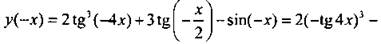 y(-x) = 2 tg³(-4x) + 3 tg(-x/2) - sin(-x) = 2(-tg 4x)³ -